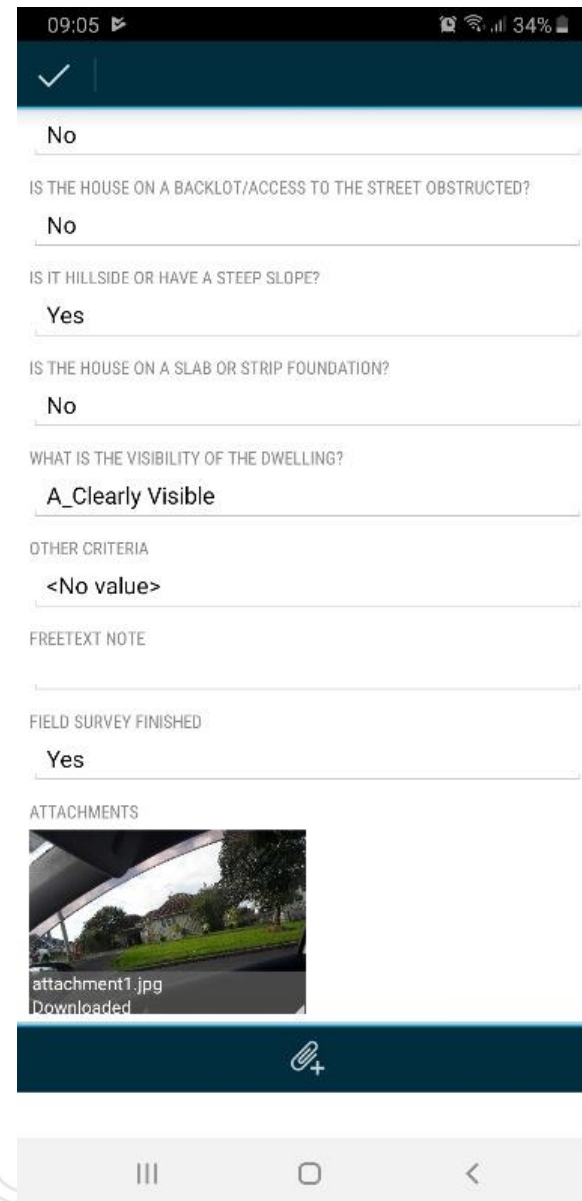 09:05 34%
No
IS THE HOUSE ON A BACKLOT/ACCESS TO THE STREET OBSTRUCTED?
No
IS IT HILLSIDE OR HAVE A STEEP SLOPE?
Yes
IS THE HOUSE ON A SLAB OR STRIP FOUNDATION?
No
WHAT IS THE VISIBILITY OF THE DWELLING?
A_Clearly Visible
OTHER CRITERIA
<No value>
FREETEXT NOTE
FIELD SURVEY FINISHED
Yes
ATTACHMENTS
attachment1.jpg
Downloaded